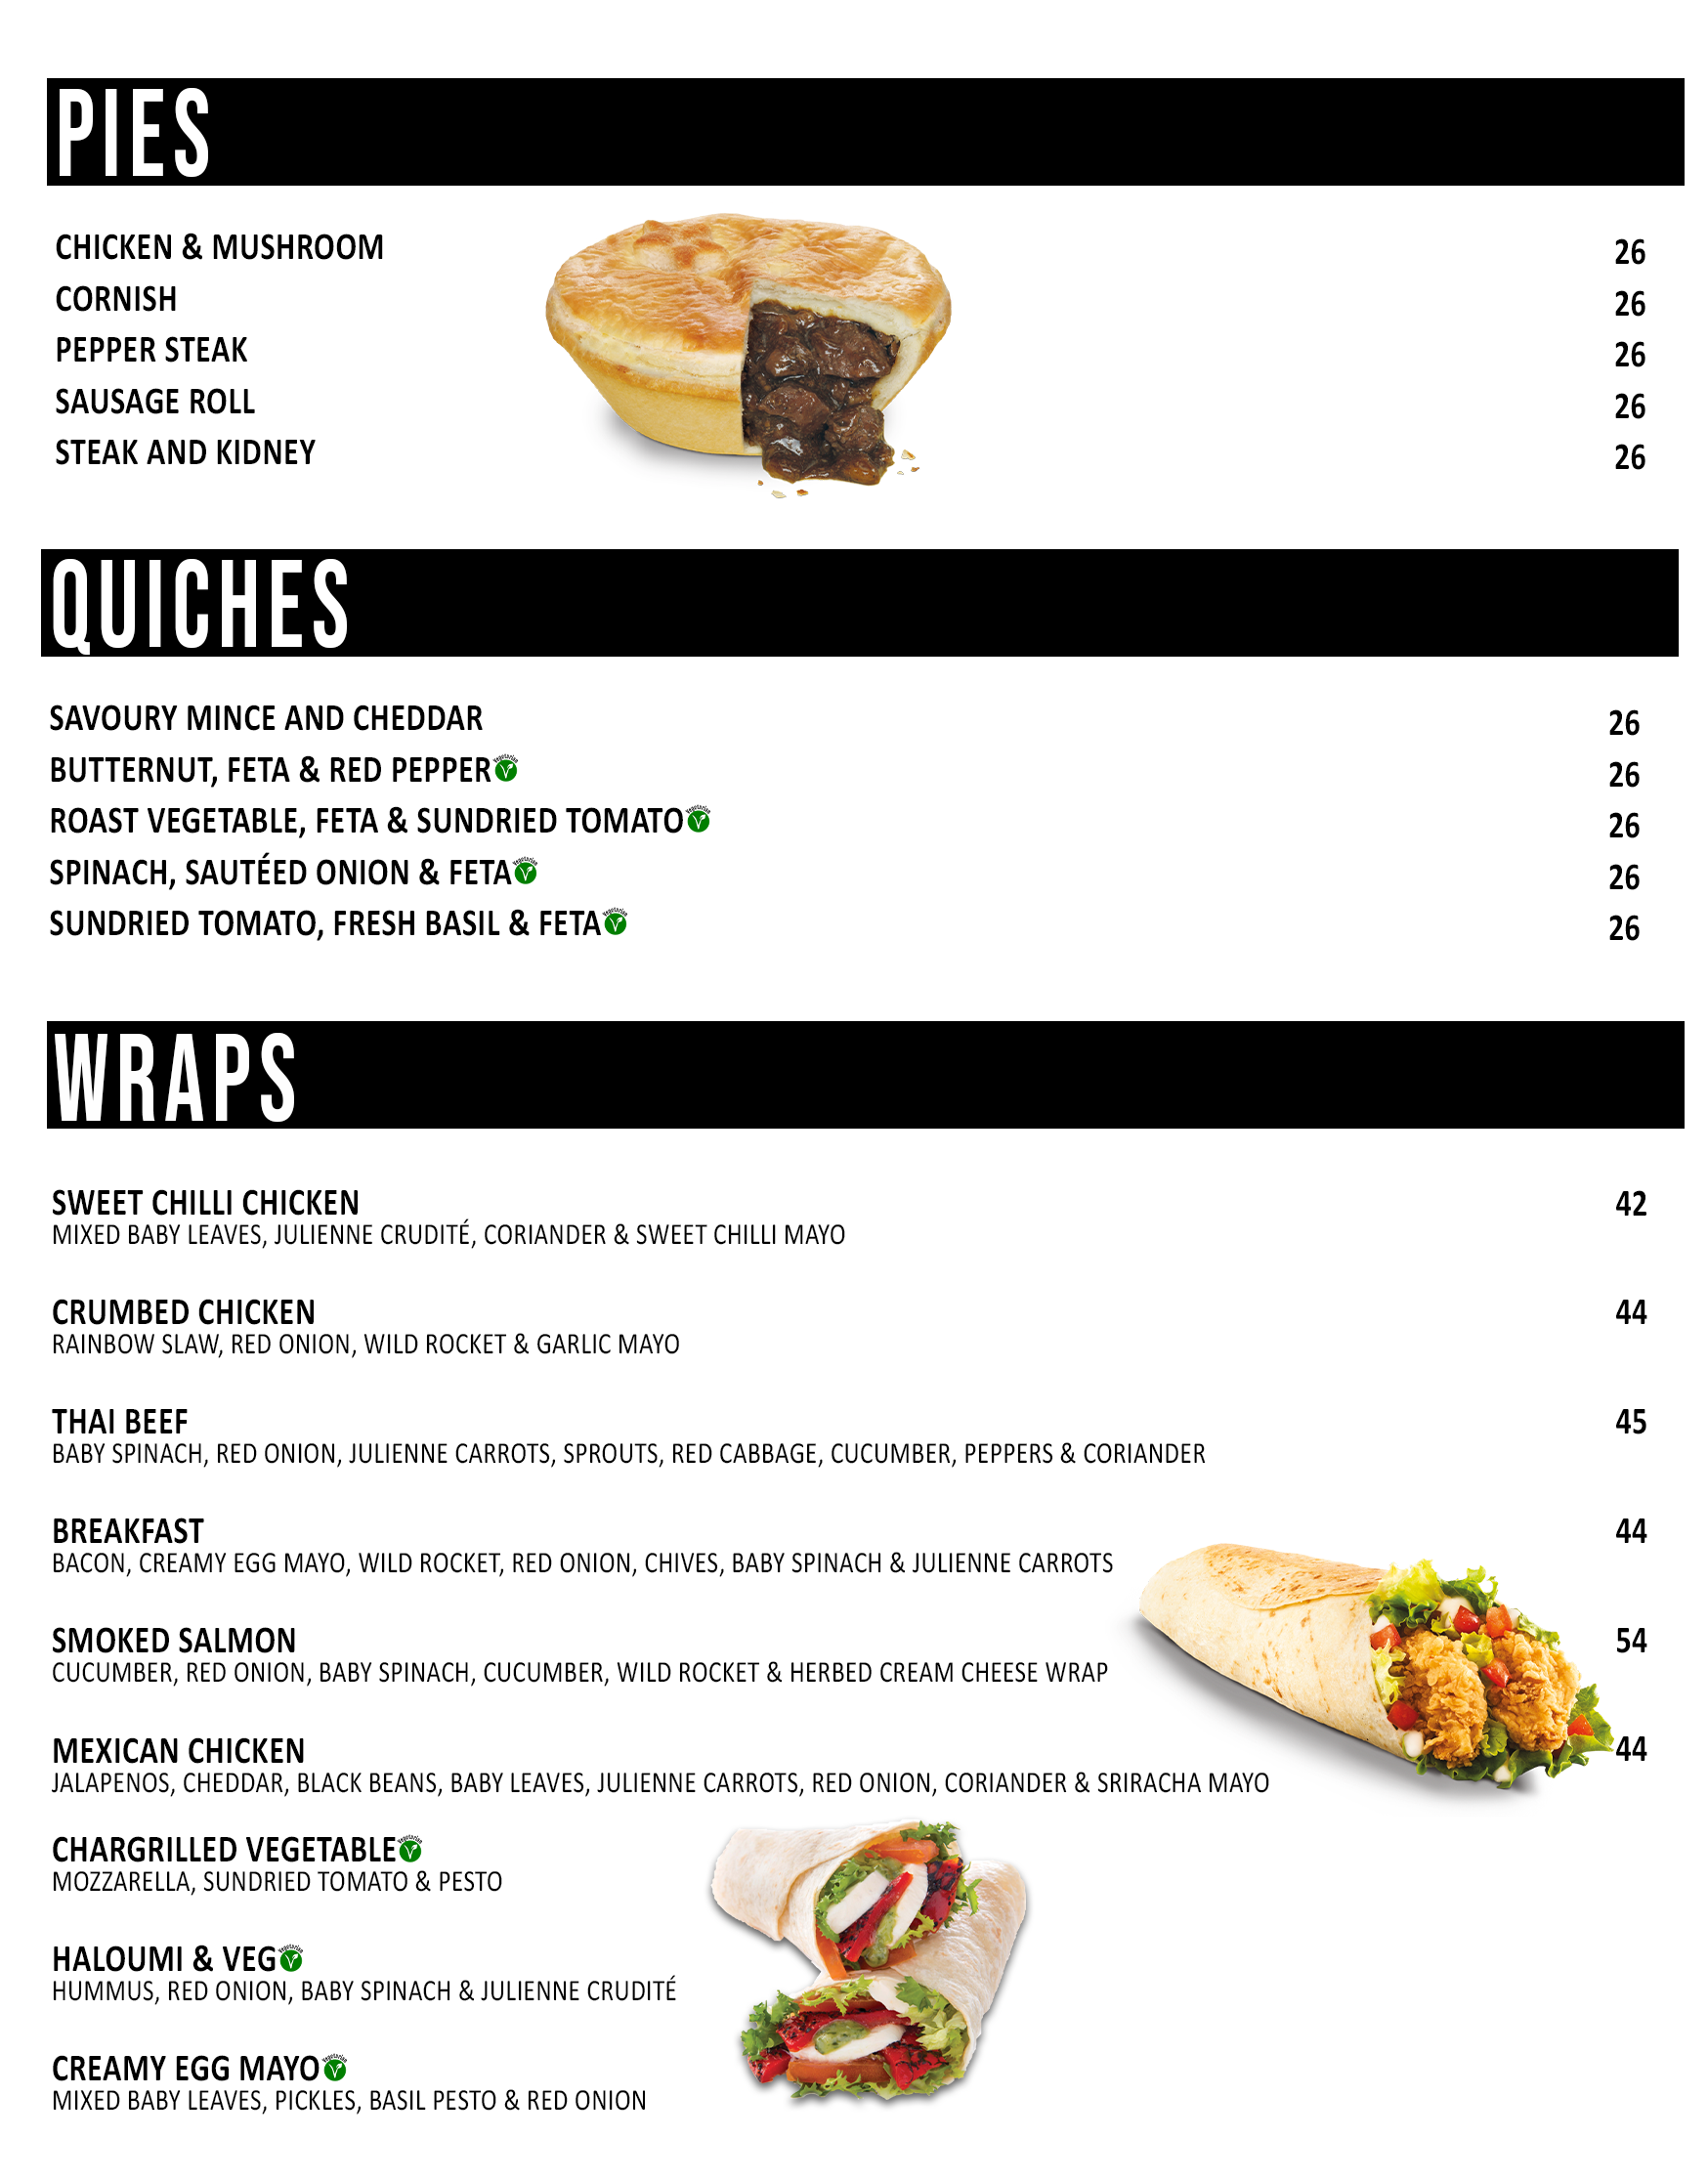 PIES
CHICKEN & MUSHROOM 26
CORNISH 26
PEPPER STEAK 26
SAUSAGE ROLL 26
STEAK AND KIDNEY 26
QUICHES
SAVOURY MINCE AND CHEDDAR 26
BUTTERNUT, FETA & RED PEPPER Vegetarian V 26
ROAST VEGETABLE, FETA & SUNDRIED TOMATO Vegetarian V 26
SPINACH, SAUTÉED ONION & FETA Vegetarian V 26
SUNDRIED TOMATO, FRESH BASIL & FETA Vegetarian V 26
WRAPS
SWEET CHILLI CHICKEN 42
MIXED BABY LEAVES, JULIENNE CRUDITÉ, CORIANDER & SWEET CHILLI MAYO
CRUMBED CHICKEN 44
RAINBOW SLAW, RED ONION, WILD ROCKET & GARLIC MAYO
THAI BEEF 45
BABY SPINACH, RED ONION, JULIENNE CARROTS, SPROUTS, RED CABBAGE, CUCUMBER, PEPPERS & CORIANDER
BREAKFAST 44
BACON, CREAMY EGG MAYO, WILD ROCKET, RED ONION, CHIVES, BABY SPINACH & JULIENNE CARROTS
SMOKED SALMON 54
CUCUMBER, RED ONION, BABY SPINACH, CUCUMBER, WILD ROCKET & HERBED CREAM CHEESE WRAP
MEXICAN CHICKEN 44
JALAPENOS, CHEDDAR, BLACK BEANS, BABY LEAVES, JULIENNE CARROTS, RED ONION, CORIANDER & SRIRACHA MAYO
CHARGRILLED VEGETABLE Vegetarian V
MOZZARELLA, SUNDRIED TOMATO & PESTO
HALOUMI & VEG Vegetarian V
HUMMUS, RED ONION, BABY SPINACH & JULIENNE CRUDITÉ
CREAMY EGG MAYO Vegetarian V
MIXED BABY LEAVES, PICKLES, BASIL PESTO & RED ONION